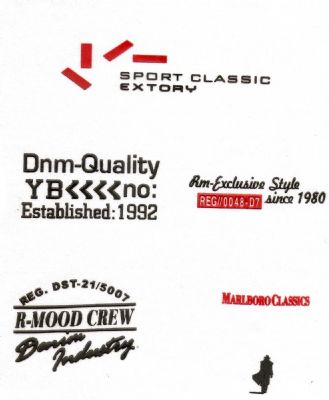 SPORT CLASSIC
EXTORY
Dnm-Quality
YB<<<<no:
Established:1992
Rm-Exclusive Style
REG//0048-D7 since 1980
REG. DST-21/5007
R-MOOD CREW
Denim
Industry
MARLBORO CLASSICS